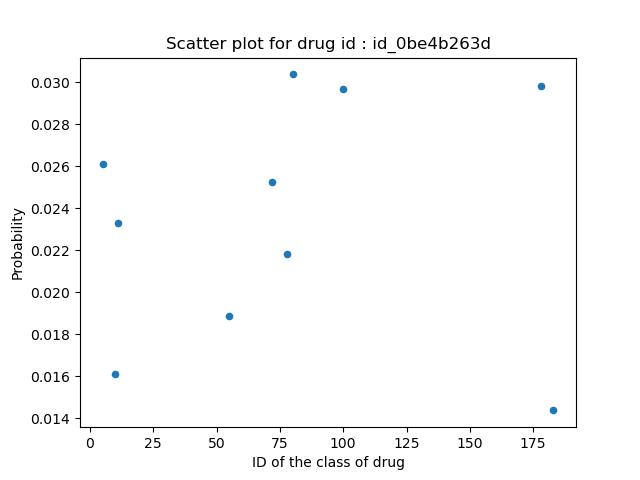 Scatter plot for drug id : id_0be4b263d
0.030
0.028
0.026
0.024
0.022
0.020
0.018
0.016
0.014
Probability
0 25 50 75 100 125 150 175
ID of the class of drug